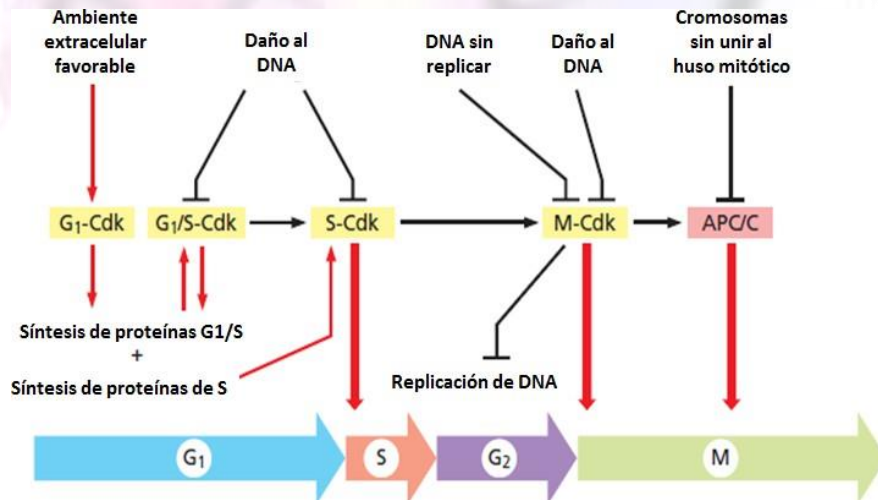 Ambiente
extracelular
favorable
Daño al
DNA
DNA sin
replicar
Daño al
DNA
Cromosomas
sin unir al
huso mitótico
G₁-Cdk
G₁/S-Cdk
S-Cdk
M-Cdk
APC/C
Síntesis de proteínas G1/S
+
Síntesis de proteínas de S
Replicación de DNA
G₁
S
G₂
M